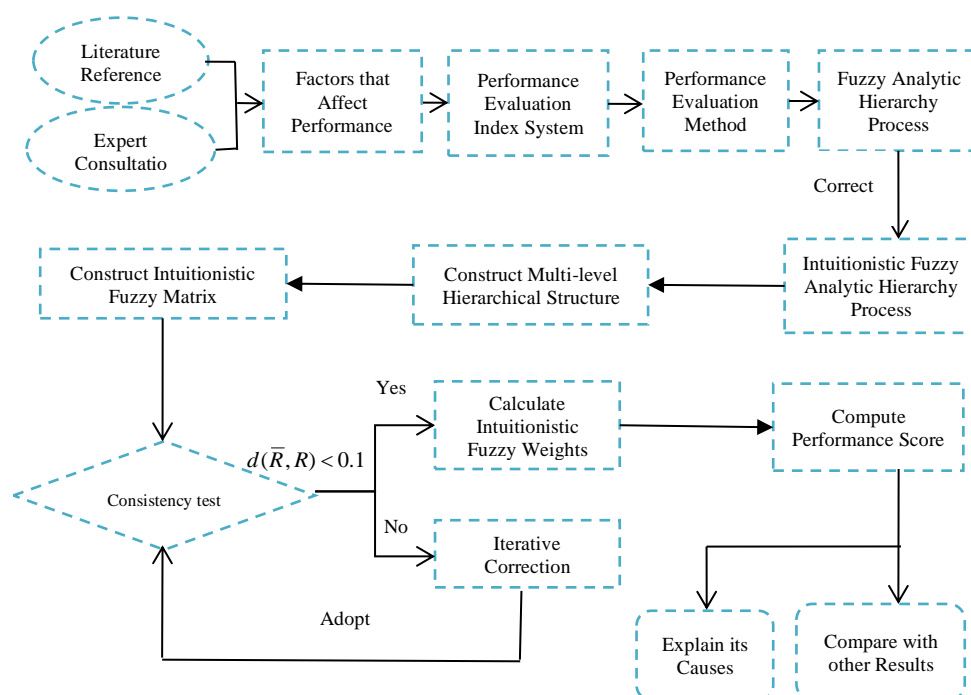 Literature
Reference
Expert
Consultatio
Factors that
Affect
Performance
Performance
Evaluation
Index System
Performance
Evaluation
Method
Fuzzy Analytic
Hierarchy
Process
Correct
Construct Intuitionistic
Fuzzy Matrix
Construct Multi-level
Hierarchical Structure
Intuitionistic Fuzzy
Analytic Hierarchy
Process
Consistency test
d(R̅, R) < 0.1
Yes
No
Calculate
Intuitionistic
Fuzzy Weights
Compute
Performance Score
Iterative
Correction
Adopt
Explain its
Causes
Compare with
other Results